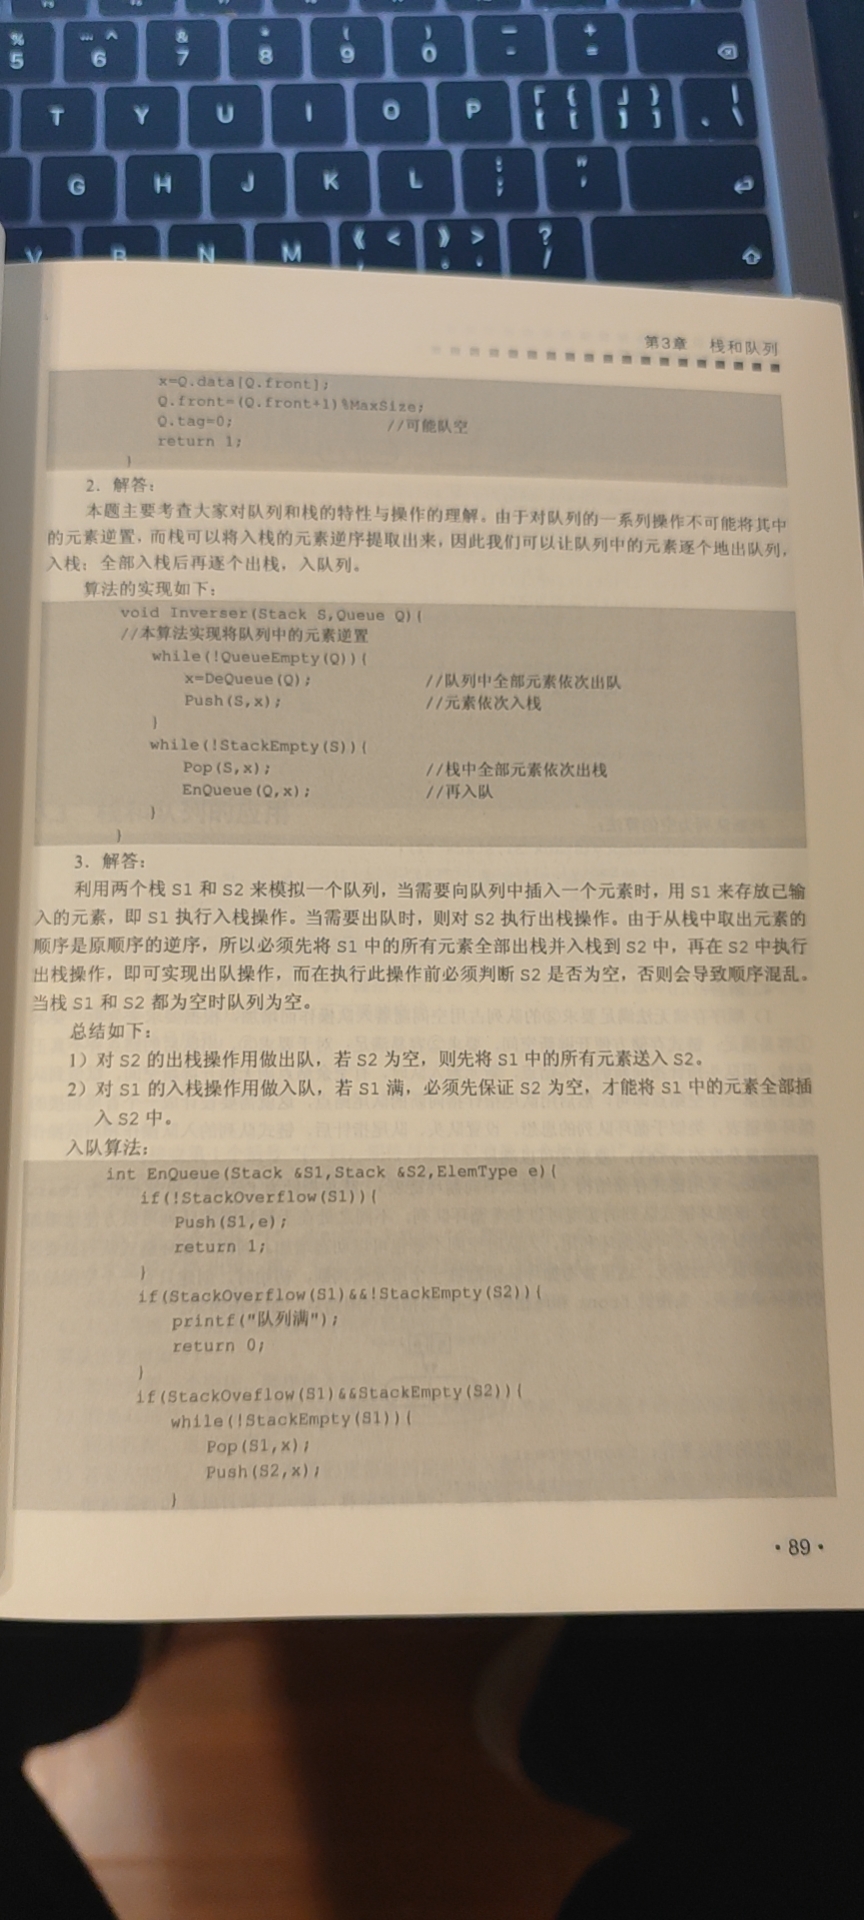 % 5
…… ^ 6
& 7
* 8
( 9
) 0
— -
+ =
T Y U I O P
G H J K L
V B N M 《 < , 》 > 。 . ? /
第3章 栈和队列
x=Q.data[Q.front];
Q.front=(Q.front+1)%MaxSize;
Q.tag=0; //可能队空
return 1;
}
2．解答：
本题主要考查大家对队列和栈的特性与操作的理解。由于对队列的一系列操作不可能将其中
的元素逆置，而栈可以将入栈的元素逆序提取出来，因此我们可以让队列中的元素逐个地出队列，
入栈；全部入栈后再逐个出栈，入队列。
算法的实现如下：
void Inverser(Stack S,Queue Q){
//本算法实现将队列中的元素逆置
while(!QueueEmpty(Q)){
x=DeQueue(Q); //队列中全部元素依次出队
Push(S,x); //元素依次入栈
}
while(!StackEmpty(S)){
Pop(S,x); //栈中全部元素依次出栈
EnQueue(Q,x); //再入队
}
}
3．解答：
利用两个栈 S1 和 S2 来模拟一个队列，当需要向队列中插入一个元素时，用 S1 来存放已输
入的元素，即 S1 执行入栈操作。当需要出队时，则对 S2 执行出栈操作。由于从栈中取出元素的
顺序是原顺序的逆序，所以必须先将 S1 中的所有元素全部出栈并入栈到 S2 中，再在 S2 中执行
出栈操作，即可实现出队操作，而在执行此操作前必须判断 S2 是否为空，否则会导致顺序混乱。
当栈 S1 和 S2 都为空时队列为空。
总结如下：
1）对 S2 的出栈操作用做出队，若 S2 为空，则先将 S1 中的所有元素送入 S2。
2）对 S1 的入栈操作用做入队，若 S1 满，必须先保证 S2 为空，才能将 S1 中的元素全部插
入 S2 中。
入队算法：
int EnQueue(Stack &S1,Stack &S2,ElemType e){
if(!StackOverflow(S1)){
Push(S1,e);
return 1;
}
if(StackOverflow(S1)&&!StackEmpty(S2)){
printf("队列满");
return 0;
}
if(StackOveflow(S1)&&StackEmpty(S2)){
while(!StackEmpty(S1)){
Pop(S1,x);
Push(S2,x);
}
·89·